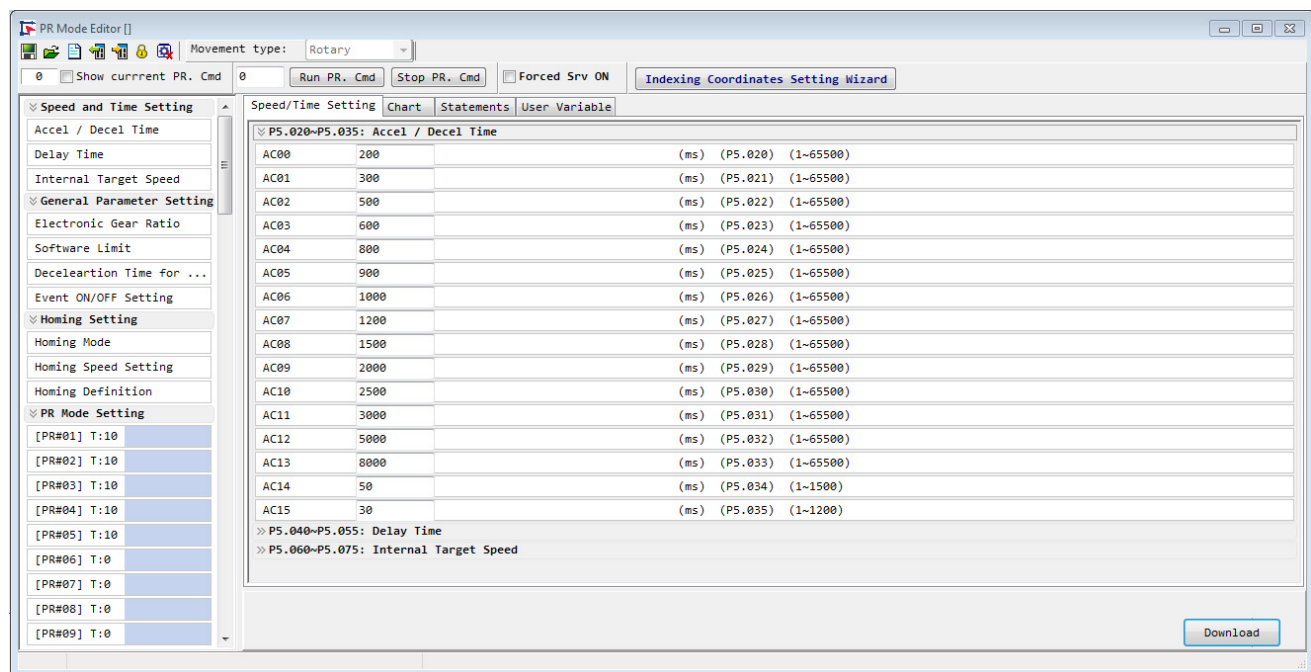 PR Mode Editor []
Movement type: Rotary
0 Show currrent PR. Cmd 0 Run PR. Cmd Stop PR. Cmd Forced Srv ON Indexing Coordinates Setting Wizard
Speed and Time Setting
Accel / Decel Time
Delay Time
Internal Target Speed
General Parameter Setting
Electronic Gear Ratio
Software Limit
Deceleartion Time for ...
Event ON/OFF Setting
Homing Setting
Homing Mode
Homing Speed Setting
Homing Definition
PR Mode Setting
[PR#01] T:10
[PR#02] T:10
[PR#03] T:10
[PR#04] T:10
[PR#05] T:10
[PR#06] T:0
[PR#07] T:0
[PR#08] T:0
[PR#09] T:0
Speed/Time Setting Chart Statements User Variable
P5.020~P5.035: Accel / Decel Time
AC00 200 (ms) (P5.020) (1~65500)
AC01 300 (ms) (P5.021) (1~65500)
AC02 500 (ms) (P5.022) (1~65500)
AC03 600 (ms) (P5.023) (1~65500)
AC04 800 (ms) (P5.024) (1~65500)
AC05 900 (ms) (P5.025) (1~65500)
AC06 1000 (ms) (P5.026) (1~65500)
AC07 1200 (ms) (P5.027) (1~65500)
AC08 1500 (ms) (P5.028) (1~65500)
AC09 2000 (ms) (P5.029) (1~65500)
AC10 2500 (ms) (P5.030) (1~65500)
AC11 3000 (ms) (P5.031) (1~65500)
AC12 5000 (ms) (P5.032) (1~65500)
AC13 8000 (ms) (P5.033) (1~65500)
AC14 50 (ms) (P5.034) (1~1500)
AC15 30 (ms) (P5.035) (1~1200)
P5.040~P5.055: Delay Time
P5.060~P5.075: Internal Target Speed
Download